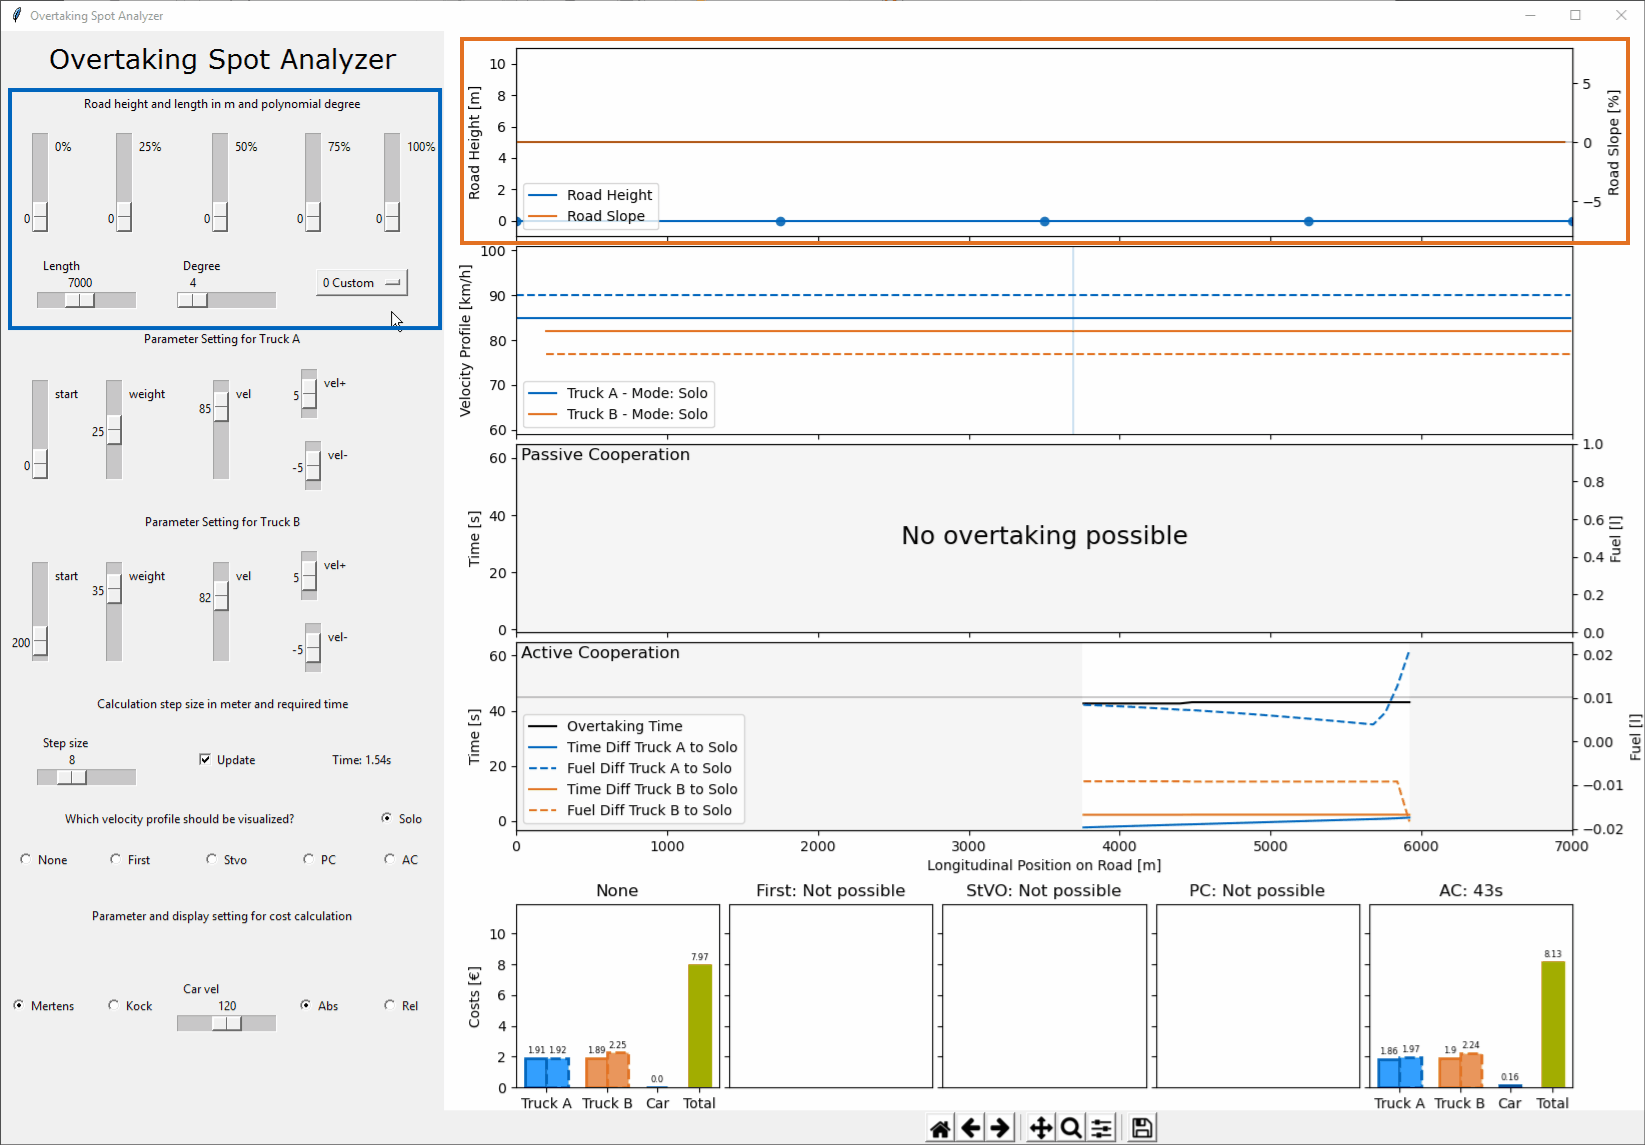 Overtaking Spot Analyzer
Overtaking Spot Analyzer
Road height and length in m and polynomial degree
0% 25% 50% 75% 100%
0 0 0 0 0
Length Degree
7000 4 0 Custom
Parameter Setting for Truck A
start weight vel vel+
0 25 85 5
vel-
-5
Parameter Setting for Truck B
start weight vel vel+
200 35 82 5
vel-
-5
Calculation step size in meter and required time
Step size
8 Update Time: 1.54s
Which velocity profile should be visualized? Solo
None First Stvo PC AC
Parameter and display setting for cost calculation
Car vel
Mertens Kock 120 Abs Rel
Road Height [m]
10
8
6
4
2
0
Road Height
Road Slope
5
0
−5
Road Slope [%]
Velocity Profile [km/h]
100
90
80
70
60
Truck A - Mode: Solo
Truck B - Mode: Solo
Passive Cooperation
Time [s]
60
40
20
0
No overtaking possible
1.0
0.8
0.6
0.4
0.2
0.0
Fuel [l]
Active Cooperation
Time [s]
60
40
20
0
Overtaking Time
Time Diff Truck A to Solo
Fuel Diff Truck A to Solo
Time Diff Truck B to Solo
Fuel Diff Truck B to Solo
0.02
0.01
0.00
−0.01
−0.02
Fuel [l]
0 1000 2000 3000 4000 5000 6000 7000
Longitudinal Position on Road [m]
None First: Not possible StVO: Not possible PC: Not possible AC: 43s
Costs [€]
10
8
6
4
2
0
1.91 1.92 1.89 2.25 0.0 7.97
Truck A Truck B Car Total
1.86 1.97 1.9 2.24 0.16 8.13
Truck A Truck B Car Total